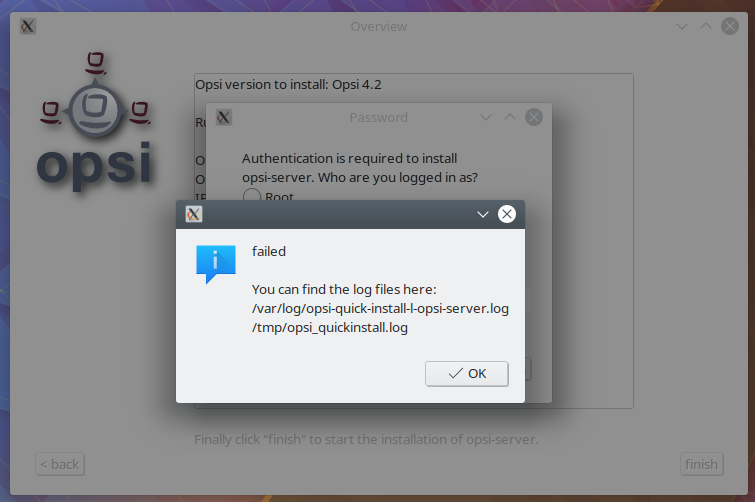 Overview
opsi
Opsi version to install: Opsi 4.2
Ru
O
O
IF
Password
Authentication is required to install
opsi-server. Who are you logged in as?
Root
failed
You can find the log files here:
/var/log/opsi-quick-install-l-opsi-server.log
/tmp/opsi_quickinstall.log
OK
Finally click "finish" to start the installation of opsi-server.
< back
finish